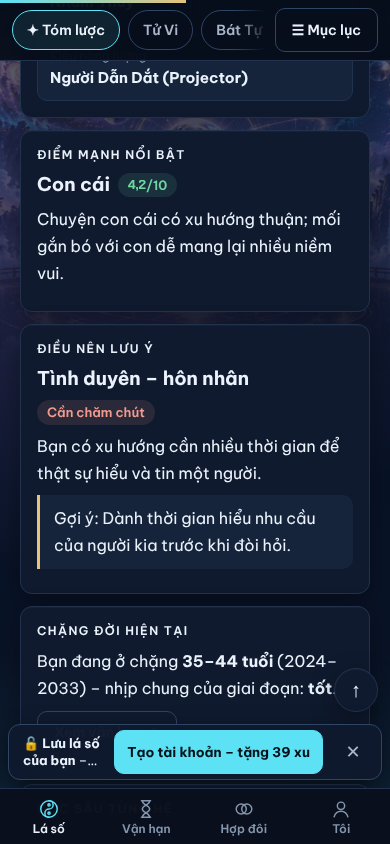 ✦ Tóm lược
Tử Vi
Bát Tự
☰ Mục lục
Người Dẫn Dắt (Projector)
ĐIỂM MẠNH NỔI BẬT
Con cái 4,2/10
Chuyện con cái có xu hướng thuận; mối
gắn bó với con dễ mang lại nhiều niềm
vui.
ĐIỀU NÊN LƯU Ý
Tình duyên – hôn nhân
Cần chăm chút
Bạn có xu hướng cần nhiều thời gian để
thật sự hiểu và tin một người.
Gợi ý: Dành thời gian hiểu nhu cầu
của người kia trước khi đòi hỏi.
CHẶNG ĐỜI HIỆN TẠI
Bạn đang ở chặng 35–44 tuổi (2024–
2033) – nhịp chung của giai đoạn: tốt.
↑
🔓 Lưu lá số
của bạn –...
Tạo tài khoản – tặng 39 xu
✕
Lá số
Vận hạn
Hợp đôi
Tôi